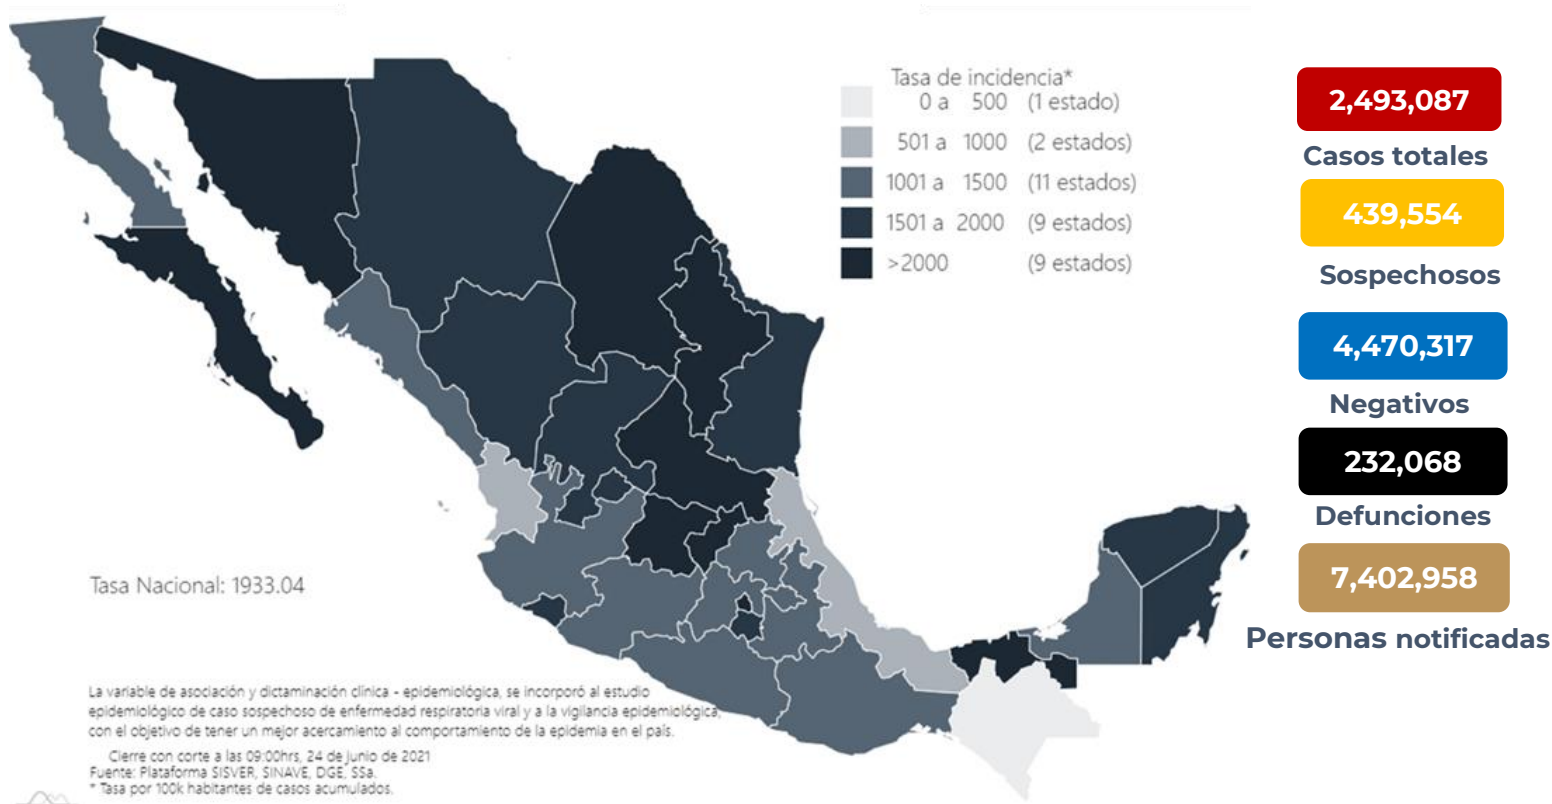 Tasa de incidencia*
0 a 500 (1 estado)
501 a 1000 (2 estados)
1001 a 1500 (11 estados)
1501 a 2000 (9 estados)
>2000 (9 estados)
2,493,087
Casos totales
439,554
Sospechosos
4,470,317
Negativos
232,068
Defunciones
7,402,958
Personas notificadas
Tasa Nacional: 1933.04
La variable de asociación y dictaminación clínica - epidemiológica, se incorporó al estudio
epidemiológico de caso sospechoso de enfermedad respiratoria viral y a la vigilancia epidemiológica,
con el objetivo de tener un mejor acercamiento al comportamiento de la epidemia en el país.
Cierre con corte a las 09:00hrs, 24 de junio de 2021
Fuente: Plataforma SISVER, SINAVE, DGE, SSa.
* Tasa por 100k habitantes de casos acumulados.